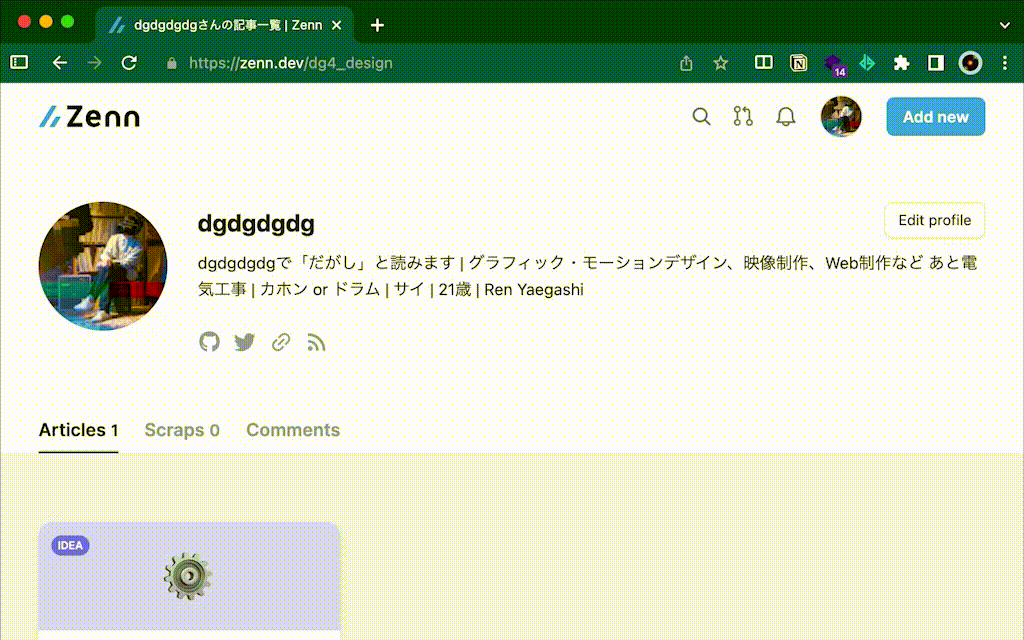 dgdgdgdgさんの記事一覧 | Zenn
https://zenn.dev/dg4_design
14
Zenn
Add new
dgdgdgdg
Edit profile
dgdgdgdgで「だがし」と読みます | グラフィック・モーションデザイン、映像制作、Web制作など あと電
気工事 | カホン or ドラム | サイ | 21歳 | Ren Yaegashi
Articles 1 Scraps 0 Comments
IDEA